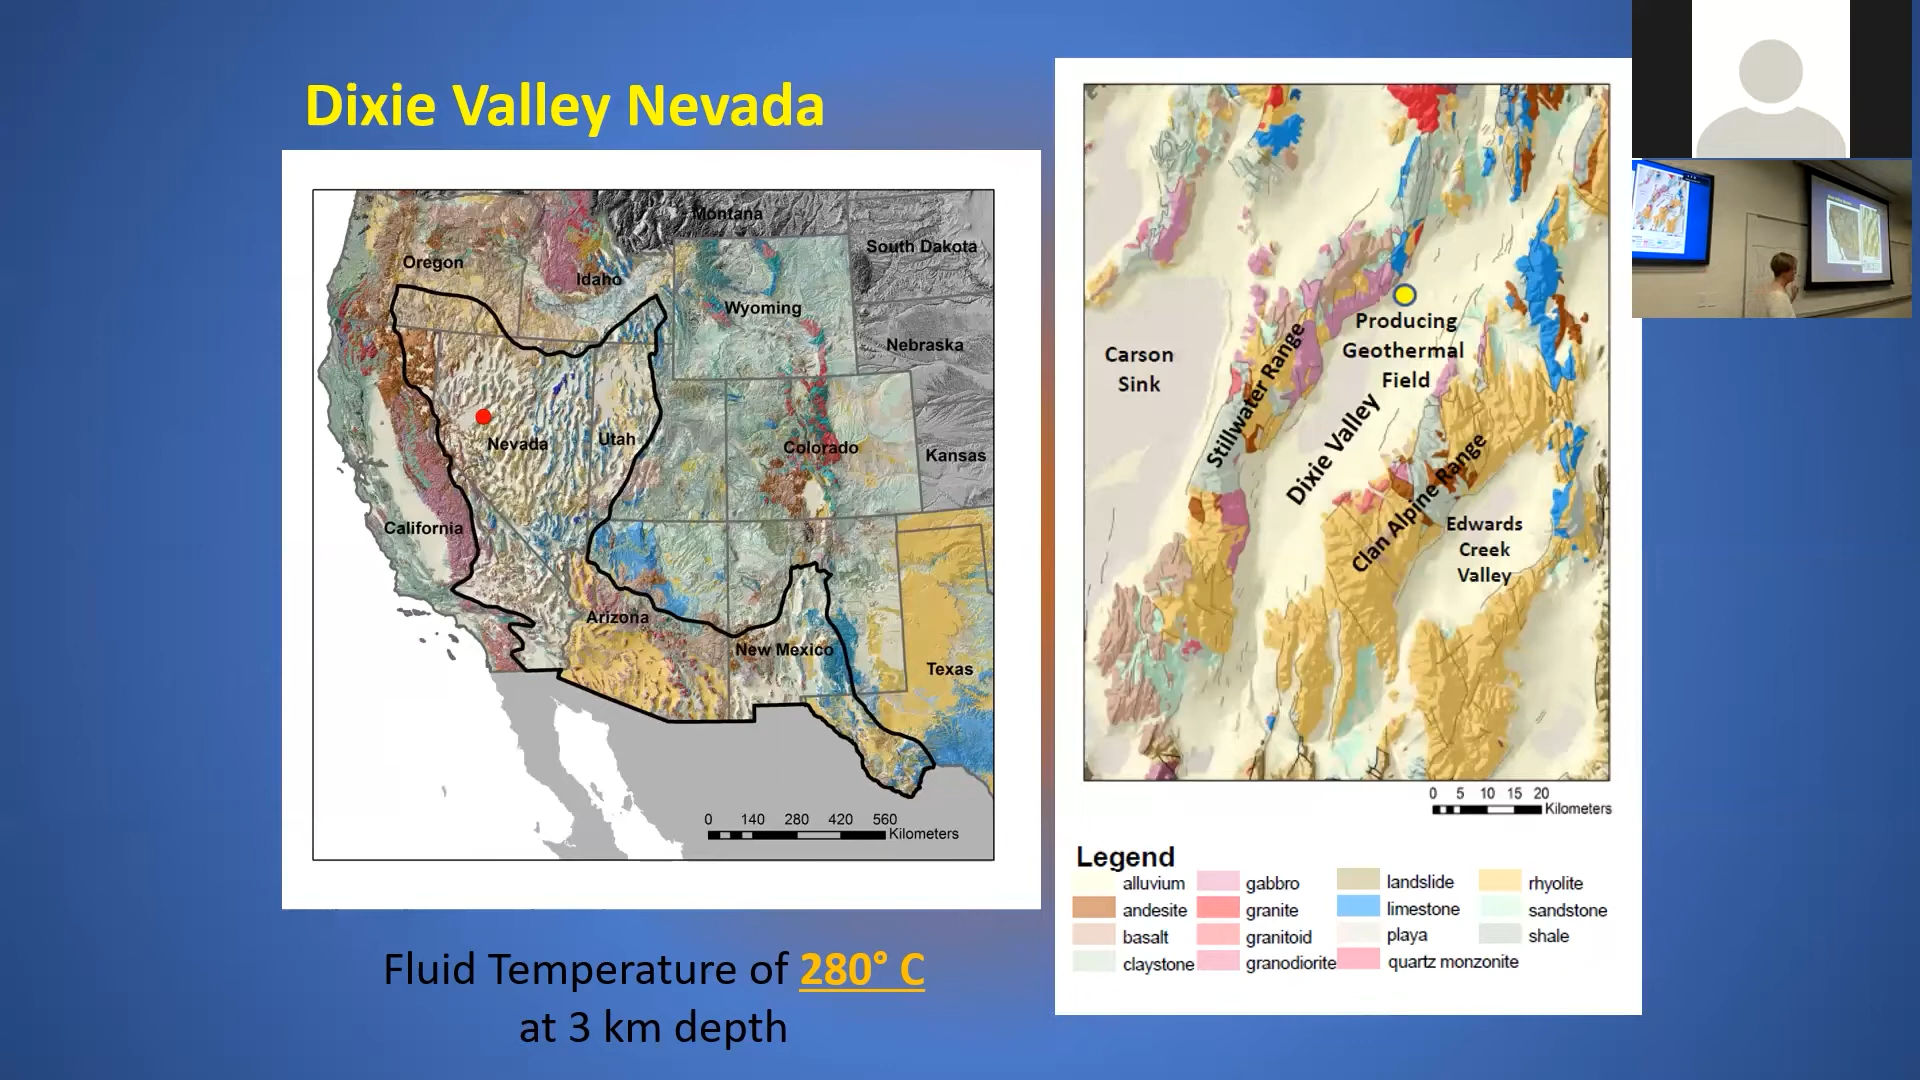 Dixie Valley Nevada
Montana
South Dakota
Oregon
Idaho
Wyoming
Nebraska
Nevada
Utah
Colorado
Kansas
California
Arizona
New Mexico
Texas
0 140 280 420 560
Kilometers
Fluid Temperature of 280° C
at 3 km depth
Carson
Sink
Stillwater Range
Producing
Geothermal
Field
Dixie Valley
Clan Alpine Range
Edwards
Creek
Valley
0 5 10 15 20
Kilometers
Legend
alluvium gabbro landslide rhyolite
andesite granite limestone sandstone
basalt granitoid playa shale
claystone granodiorite quartz monzonite